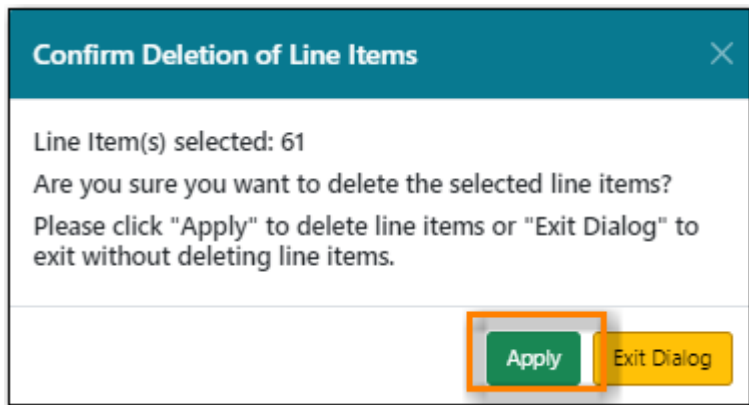 Confirm Deletion of Line Items
Line Item(s) selected: 61
Are you sure you want to delete the selected line items?
Please click "Apply" to delete line items or "Exit Dialog" to
exit without deleting line items.
Apply
Exit Dialog